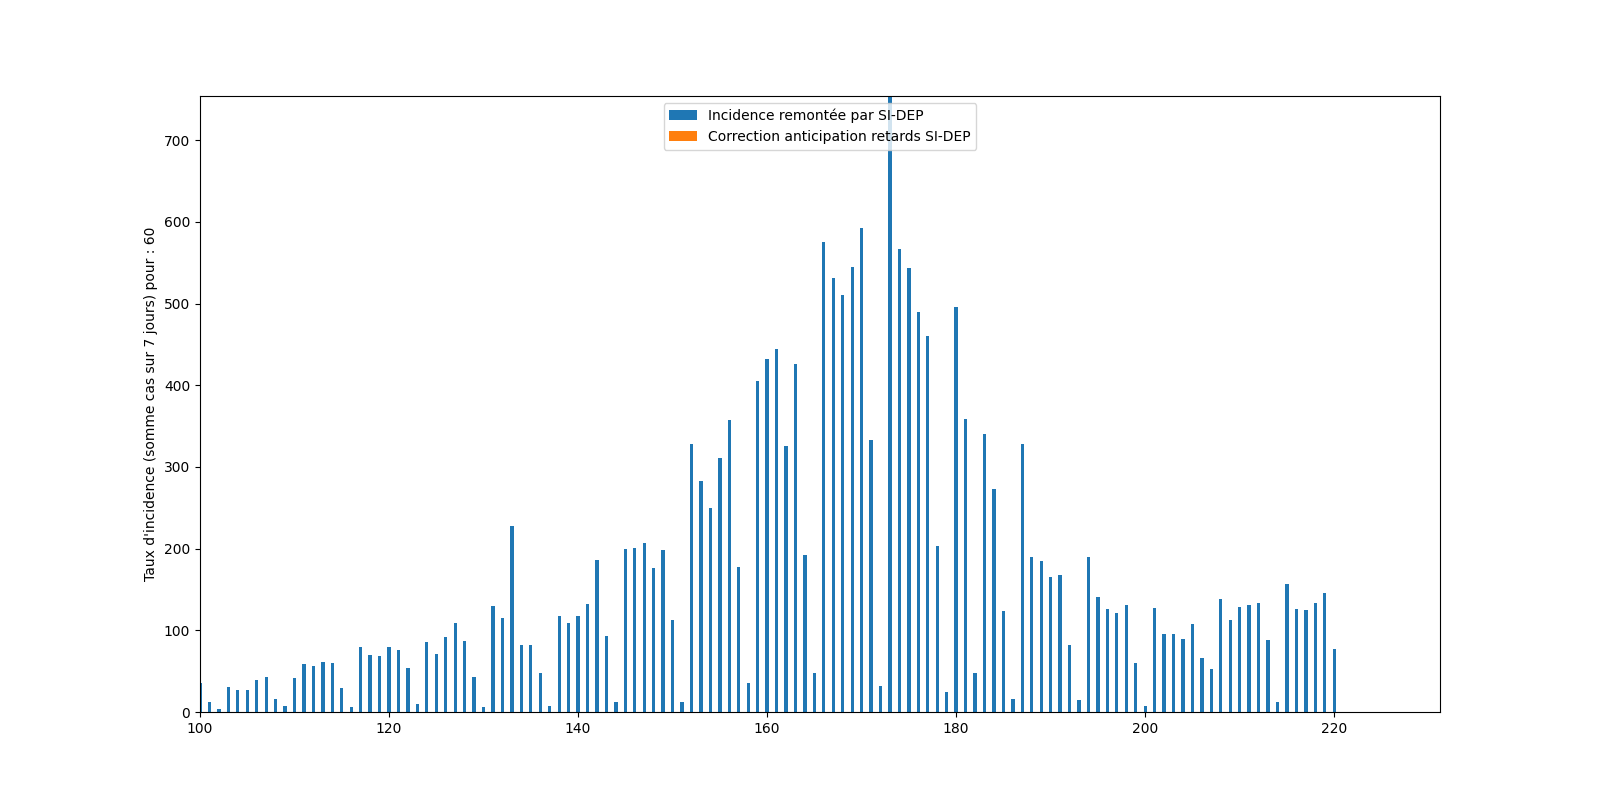 Incidence remontée par SI-DEP
Correction anticipation retards SI-DEP
Taux d'incidence (somme cas sur 7 jours) pour : 60
700
600
500
400
300
200
100
0
100 120 140 160 180 200 220